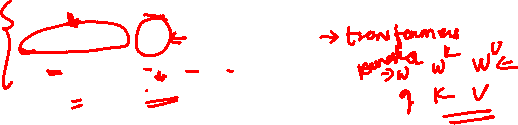 → transformers
→ W W^K W^V
q K V